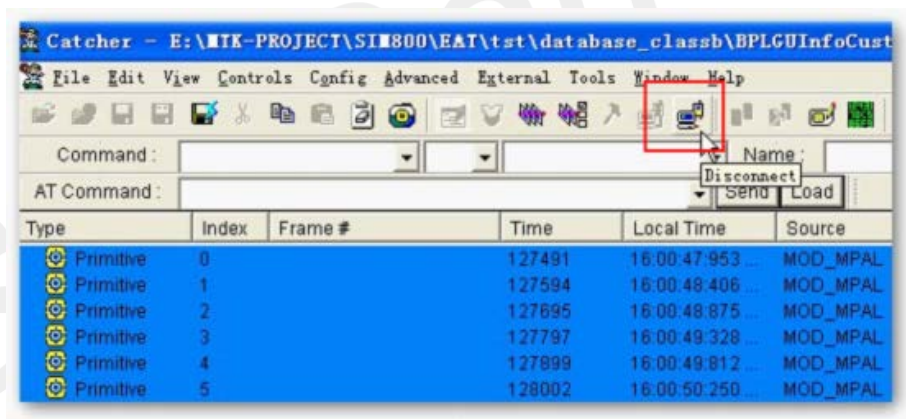 Catcher - E:\MTK-PROJECT\SIM800\EAT\tst\database_classb\BPLGUInfoCust
File Edit View Controls Config Advanced External Tools Window Help
Command: Name:
Disconnect
AT Command: Send Load
Type Index Frame # Time Local Time Source
Primitive 0 127491 16:00:47:953 ... MOD_MPAL
Primitive 1 127594 16:00:48:406 ... MOD_MPAL
Primitive 2 127695 16:00:48:875 ... MOD_MPAL
Primitive 3 127797 16:00:49:328 ... MOD_MPAL
Primitive 4 127899 16:00:49:812 ... MOD_MPAL
Primitive 5 128002 16:00:50:250 ... MOD_MPAL